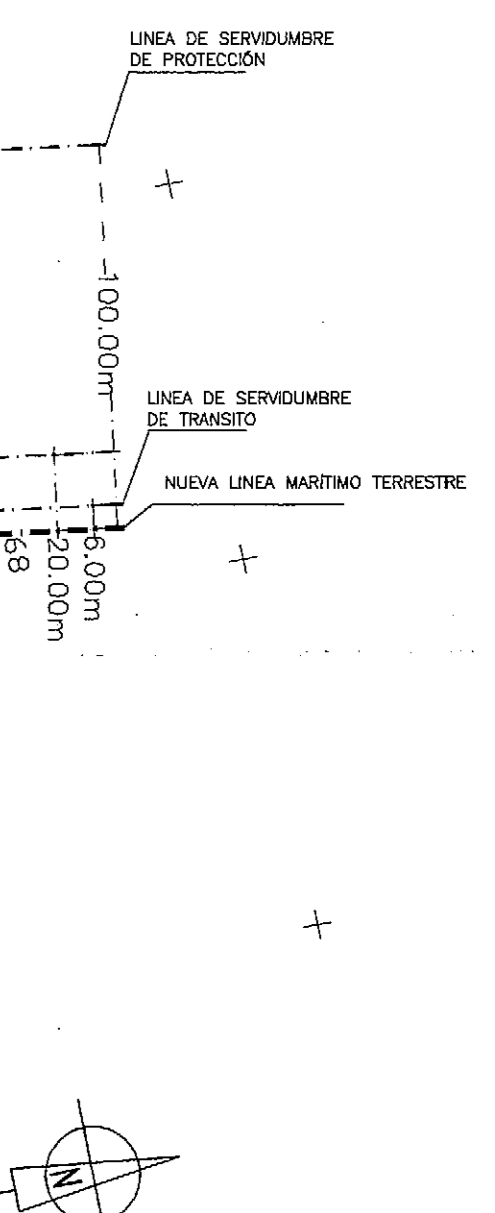 LINEA DE SERVIDUMBRE
DE PROTECCIÓN
100.00m
LINEA DE SERVIDUMBRE
DE TRANSITO
NUEVA LINEA MARÍTIMO TERRESTRE
6.00m
20.00m
68
N